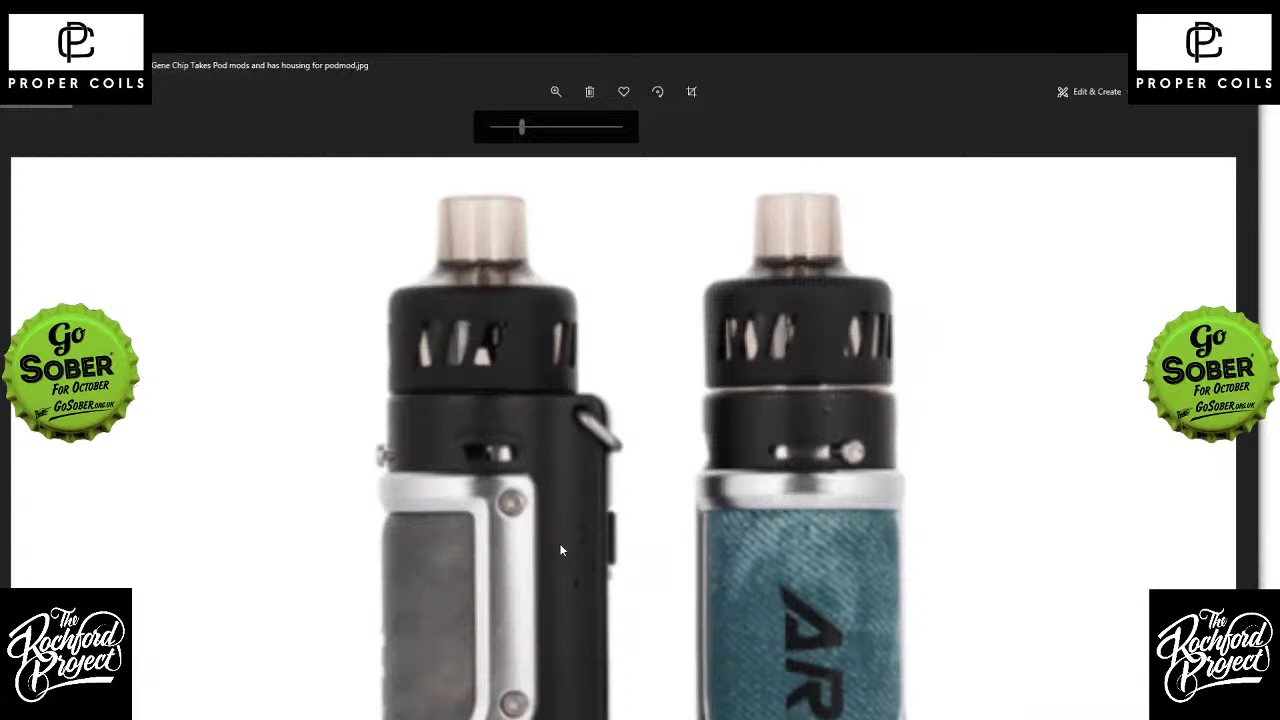 PROPER COILS
PROPER COILS
Gene Chip Takes Pod mods and has housing for podmod.jpg
Edit & Create
Go
SOBER
FOR OCTOBER
GOSOBER.ORG.UK
Go
SOBER
FOR OCTOBER
GOSOBER.ORG.UK
AR
The
Rochford
Project
The
Rochford
Project